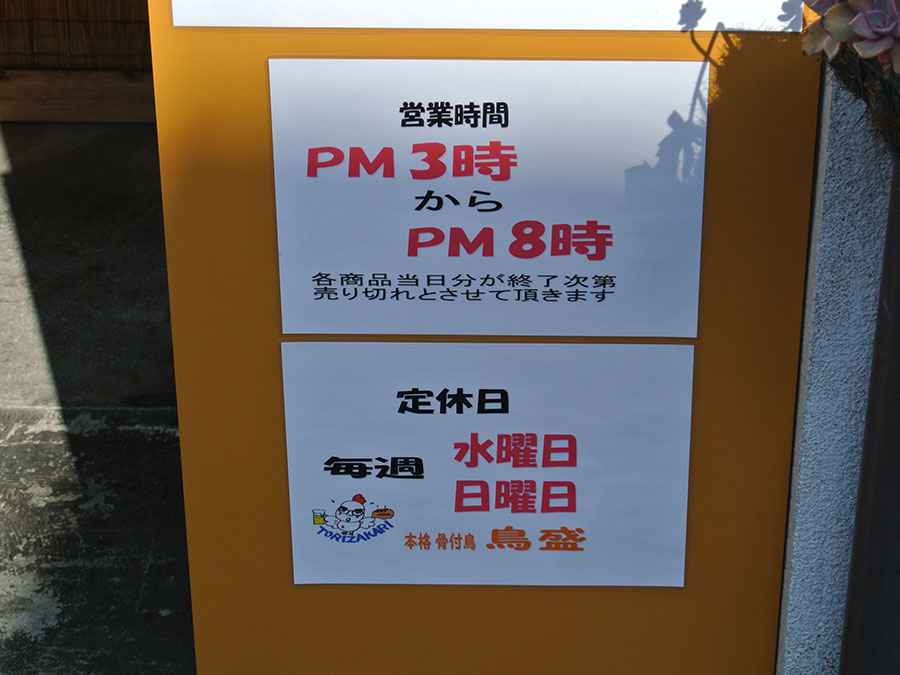 営業時間
PM 3時
から
PM 8時
各商品当日分が終了次第
売り切れとさせて頂きます
定休日
毎週
水曜日
日曜日
TORIZAKARI
本格 骨付鳥 鳥盛